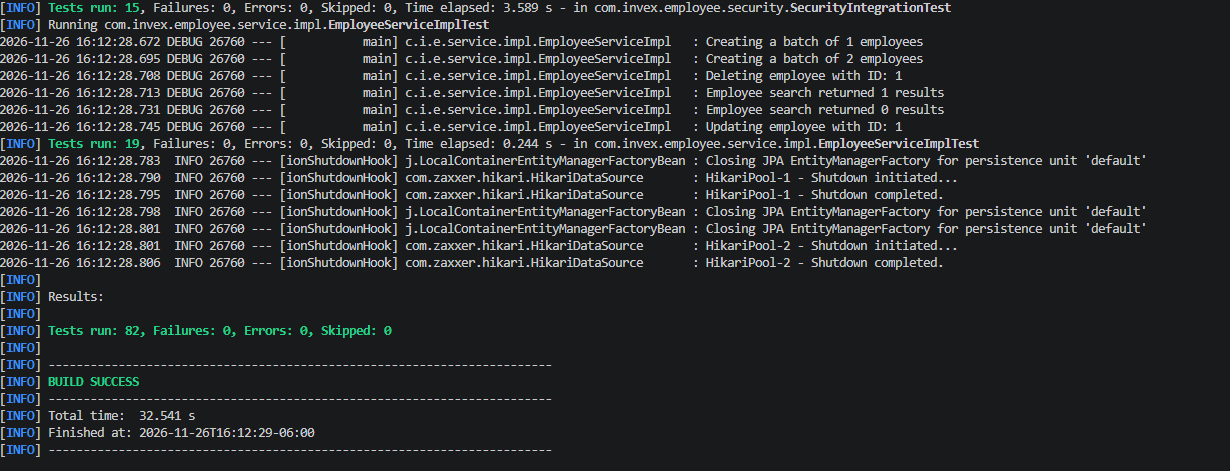 [INFO] Tests run: 15, Failures: 0, Errors: 0, Skipped: 0, Time elapsed: 3.589 s - in com.invex.employee.security.SecurityIntegrationTest
[INFO] Running com.invex.employee.service.impl.EmployeeServiceImplTest
2026-11-26 16:12:28.672 DEBUG 26760 --- [           main] c.i.e.service.impl.EmployeeServiceImpl   : Creating a batch of 1 employees
2026-11-26 16:12:28.695 DEBUG 26760 --- [           main] c.i.e.service.impl.EmployeeServiceImpl   : Creating a batch of 2 employees
2026-11-26 16:12:28.708 DEBUG 26760 --- [           main] c.i.e.service.impl.EmployeeServiceImpl   : Deleting employee with ID: 1
2026-11-26 16:12:28.713 DEBUG 26760 --- [           main] c.i.e.service.impl.EmployeeServiceImpl   : Employee search returned 1 results
2026-11-26 16:12:28.731 DEBUG 26760 --- [           main] c.i.e.service.impl.EmployeeServiceImpl   : Employee search returned 0 results
2026-11-26 16:12:28.745 DEBUG 26760 --- [           main] c.i.e.service.impl.EmployeeServiceImpl   : Updating employee with ID: 1
[INFO] Tests run: 19, Failures: 0, Errors: 0, Skipped: 0, Time elapsed: 0.244 s - in com.invex.employee.service.impl.EmployeeServiceImplTest
2026-11-26 16:12:28.783  INFO 26760 --- [ionShutdownHook] j.LocalContainerEntityManagerFactoryBean : Closing JPA EntityManagerFactory for persistence unit 'default'
2026-11-26 16:12:28.790  INFO 26760 --- [ionShutdownHook] com.zaxxer.hikari.HikariDataSource       : HikariPool-1 - Shutdown initiated...
2026-11-26 16:12:28.795  INFO 26760 --- [ionShutdownHook] com.zaxxer.hikari.HikariDataSource       : HikariPool-1 - Shutdown completed.
2026-11-26 16:12:28.798  INFO 26760 --- [ionShutdownHook] j.LocalContainerEntityManagerFactoryBean : Closing JPA EntityManagerFactory for persistence unit 'default'
2026-11-26 16:12:28.801  INFO 26760 --- [ionShutdownHook] j.LocalContainerEntityManagerFactoryBean : Closing JPA EntityManagerFactory for persistence unit 'default'
2026-11-26 16:12:28.801  INFO 26760 --- [ionShutdownHook] com.zaxxer.hikari.HikariDataSource       : HikariPool-2 - Shutdown initiated...
2026-11-26 16:12:28.806  INFO 26760 --- [ionShutdownHook] com.zaxxer.hikari.HikariDataSource       : HikariPool-2 - Shutdown completed.
[INFO]
[INFO] Results:
[INFO]
[INFO] Tests run: 82, Failures: 0, Errors: 0, Skipped: 0
[INFO]
[INFO] ------------------------------------------------------------------------
[INFO] BUILD SUCCESS
[INFO] ------------------------------------------------------------------------
[INFO] Total time:  32.541 s
[INFO] Finished at: 2026-11-26T16:12:29-06:00
[INFO] ------------------------------------------------------------------------